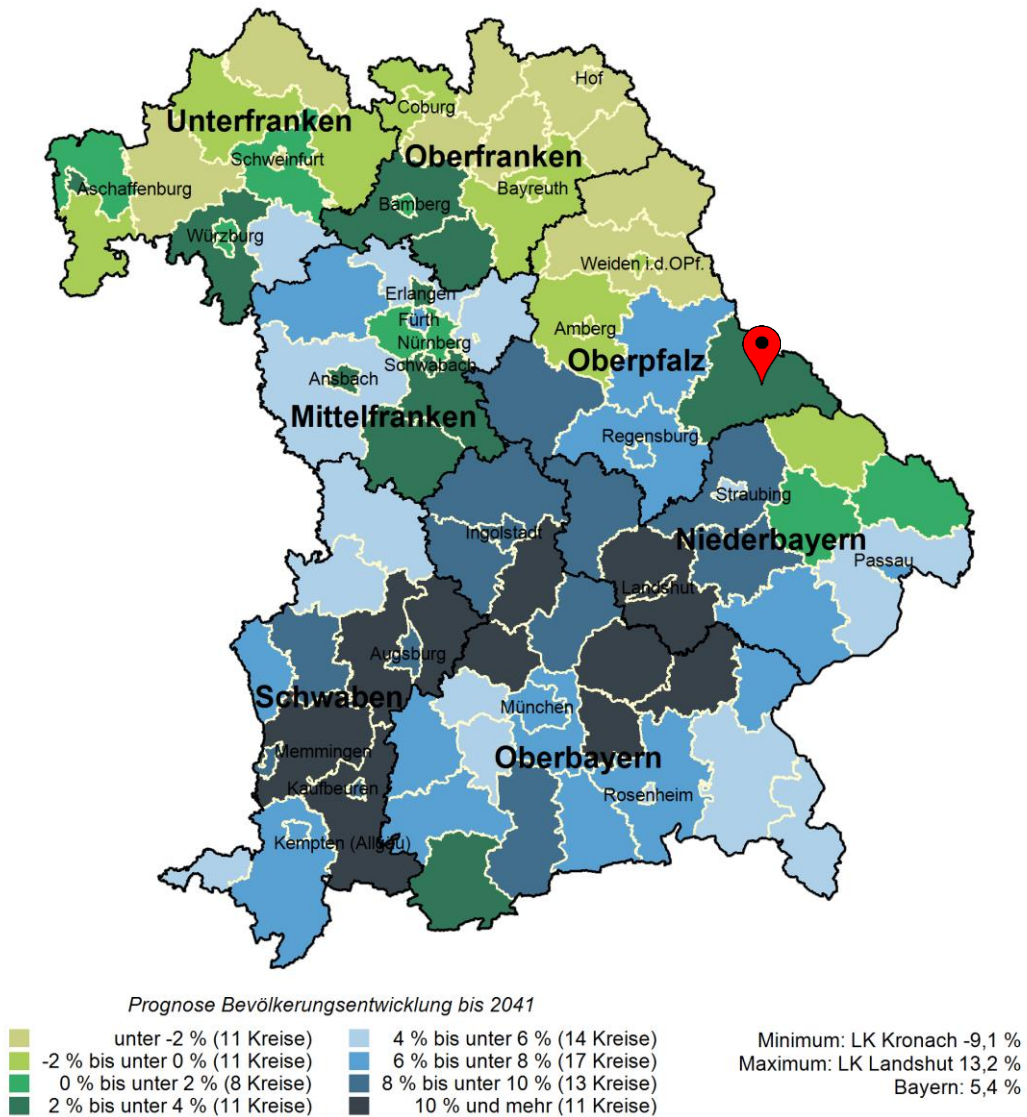 Hof
Coburg
Unterfranken
Schweinfurt
Oberfranken
Aschaffenburg
Bayreuth
Bamberg
Würzburg
Weiden i.d.OPf.
Erlangen
Fürth
Amberg
Nürnberg
Oberpfalz
Schwabach
Ansbach
Mittelfranken
Regensburg
Straubing
Ingolstadt
Niederbayern
Passau
Landshut
Augsburg
Schwaben
München
Memmingen
Oberbayern
Kaufbeuren
Rosenheim
Kempten (Allgäu)
Prognose Bevölkerungsentwicklung bis 2041
unter -2 % (11 Kreise)
-2 % bis unter 0 % (11 Kreise)
0 % bis unter 2 % (8 Kreise)
2 % bis unter 4 % (11 Kreise)
4 % bis unter 6 % (14 Kreise)
6 % bis unter 8 % (17 Kreise)
8 % bis unter 10 % (13 Kreise)
10 % und mehr (11 Kreise)
Minimum: LK Kronach -9,1 %
Maximum: LK Landshut 13,2 %
Bayern: 5,4 %